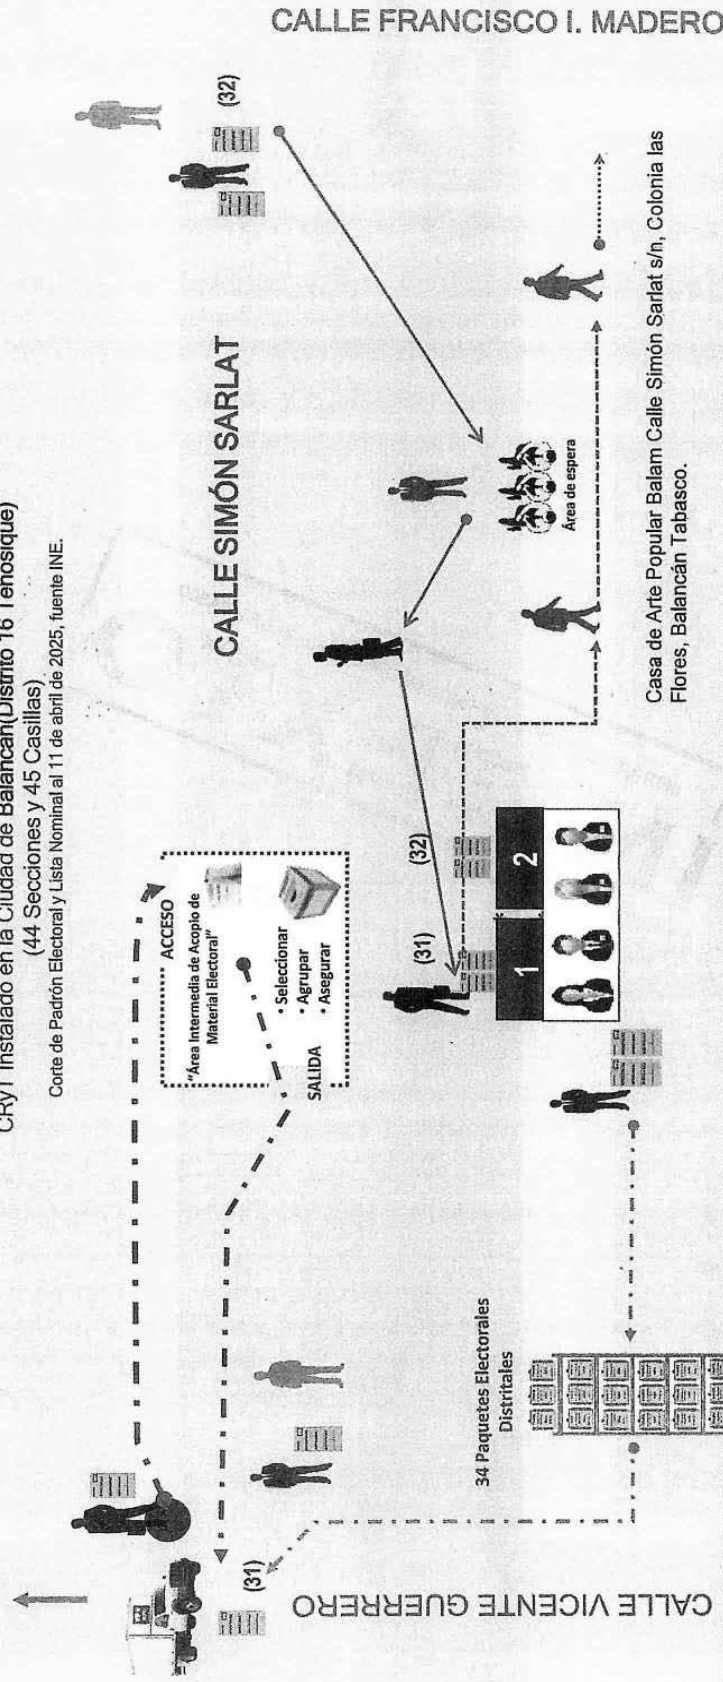 CRyT Instalado en la Ciudad de Balancán(Distrito 16 Tenosique)
(44 Secciones y 45 Casillas)
Corte de Padrón Electoral y Lista Nominal al 11 de abril de 2025, fuente INE.
CALLE FRANCISCO I. MADERO
CALLE SIMÓN SARLAT
(32)
ACCESO
"Área Intermedia de Acopio de
Material Electoral"
• Seleccionar
• Agrupar
• Asegurar
SALIDA
Área de espera
(31)
(32)
1
2
34 Paquetes Electorales
Distritales
(31)
CALLE VICENTE GUERRERO
Casa de Arte Popular Balam Calle Simón Sarlat s/n, Colonia las
Flores, Balancán Tabasco.